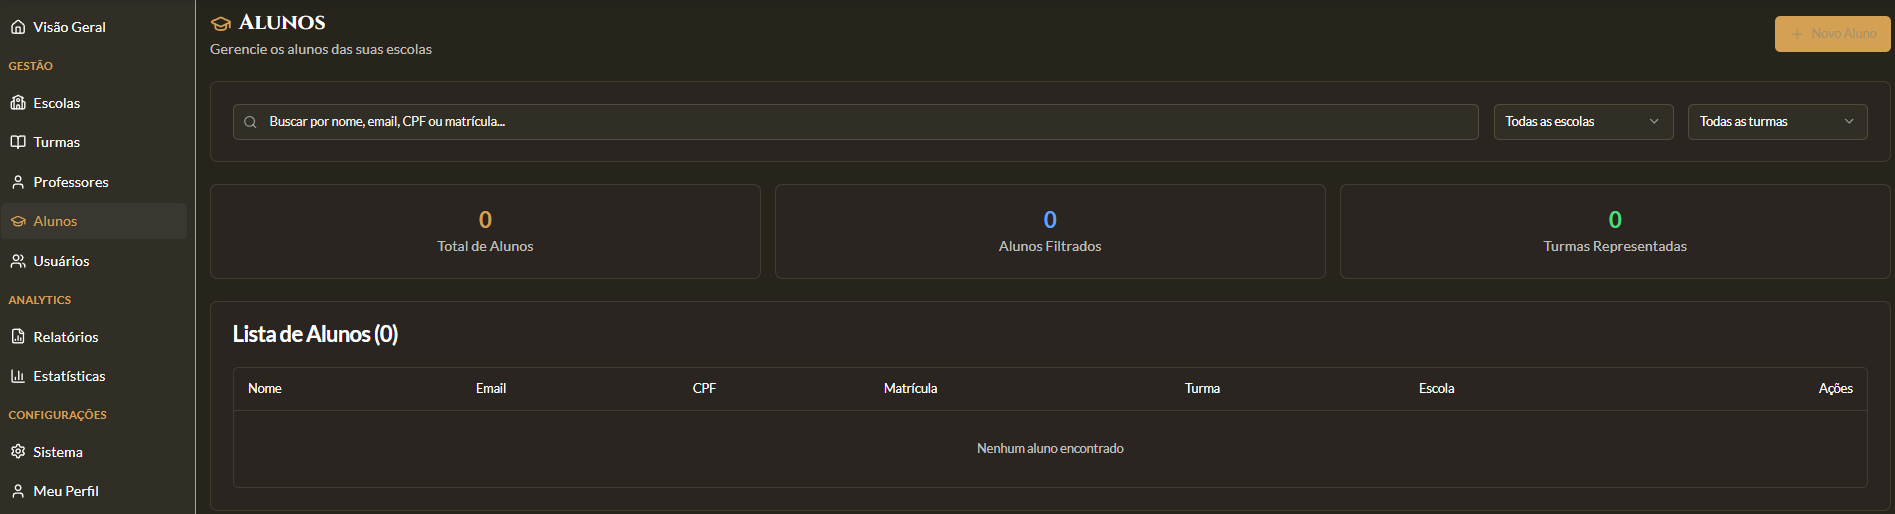 Visão Geral
GESTÃO
Escolas
Turmas
Professores
Alunos
Usuários
ANALYTICS
Relatórios
Estatísticas
CONFIGURAÇÕES
Sistema
Meu Perfil
ALUNOS
Gerencie os alunos das suas escolas
+ Novo Aluno
Buscar por nome, email, CPF ou matrícula...
Todas as escolas
Todas as turmas
0
Total de Alunos
0
Alunos Filtrados
0
Turmas Representadas
Lista de Alunos (0)
Nome Email CPF Matrícula Turma Escola Ações
Nenhum aluno encontrado